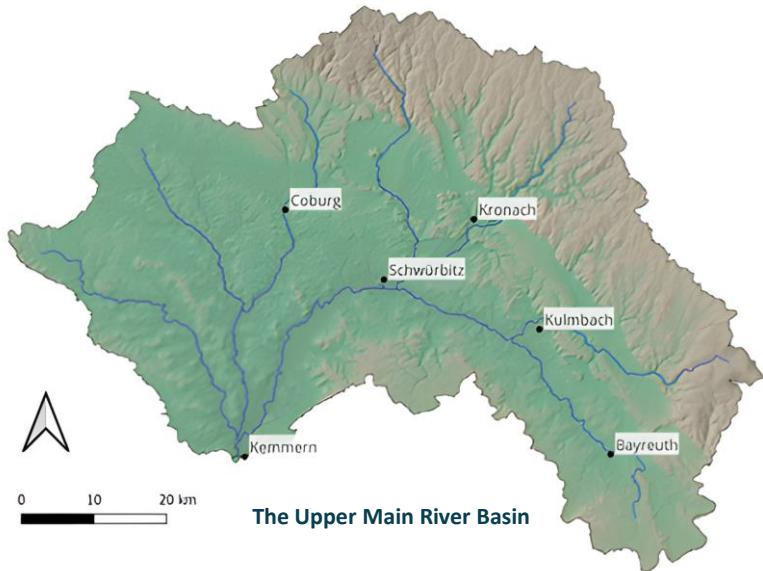 Coburg
Kronach
Schwürbitz
Kulmbach
Kemmern
Bayreuth
0 10 20 km
The Upper Main River Basin